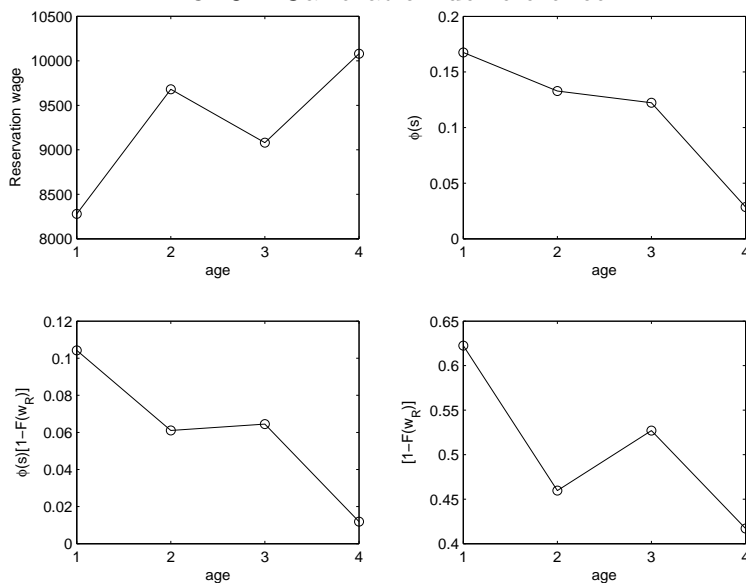 10500
10000
9500
9000
8500
8000
Reservation wage
1 2 3 4
age
0.2
0.15
0.1
0.05
0
ϕ(s)
1 2 3 4
age
0.12
0.1
0.08
0.06
0.04
0.02
0
ϕ(s)[1−F(w_R)]
1 2 3 4
age
0.65
0.6
0.55
0.5
0.45
0.4
[1−F(w_R)]
1 2 3 4
age